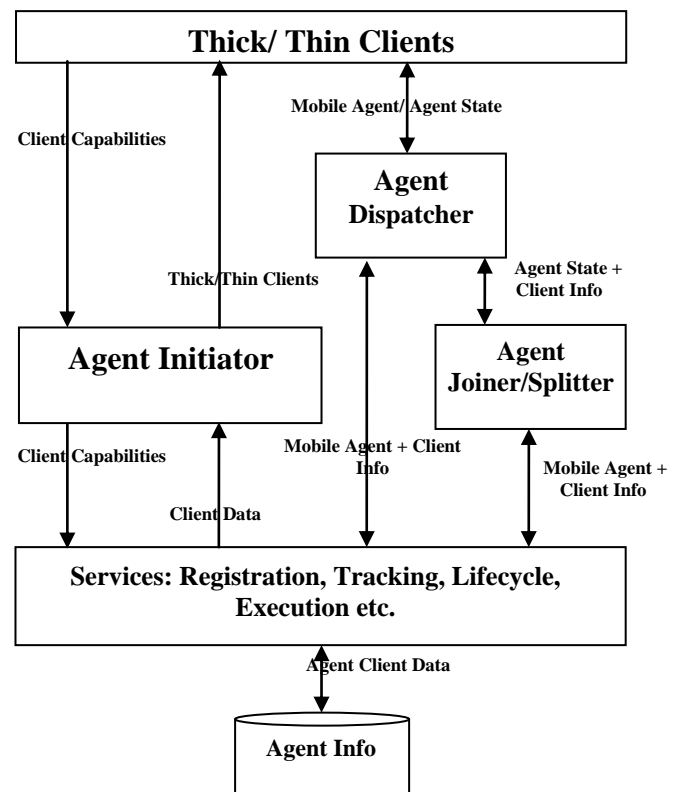 Thick/ Thin Clients
Mobile Agent/ Agent State
Client Capabilities
Agent
Dispatcher
Thick/Thin Clients
Agent State +
Client Info
Agent Initiator
Agent
Joiner/Splitter
Client Capabilities
Mobile Agent + Client
Info
Mobile Agent +
Client Info
Client Data
Services: Registration, Tracking, Lifecycle,
Execution etc.
Agent Client Data
Agent Info